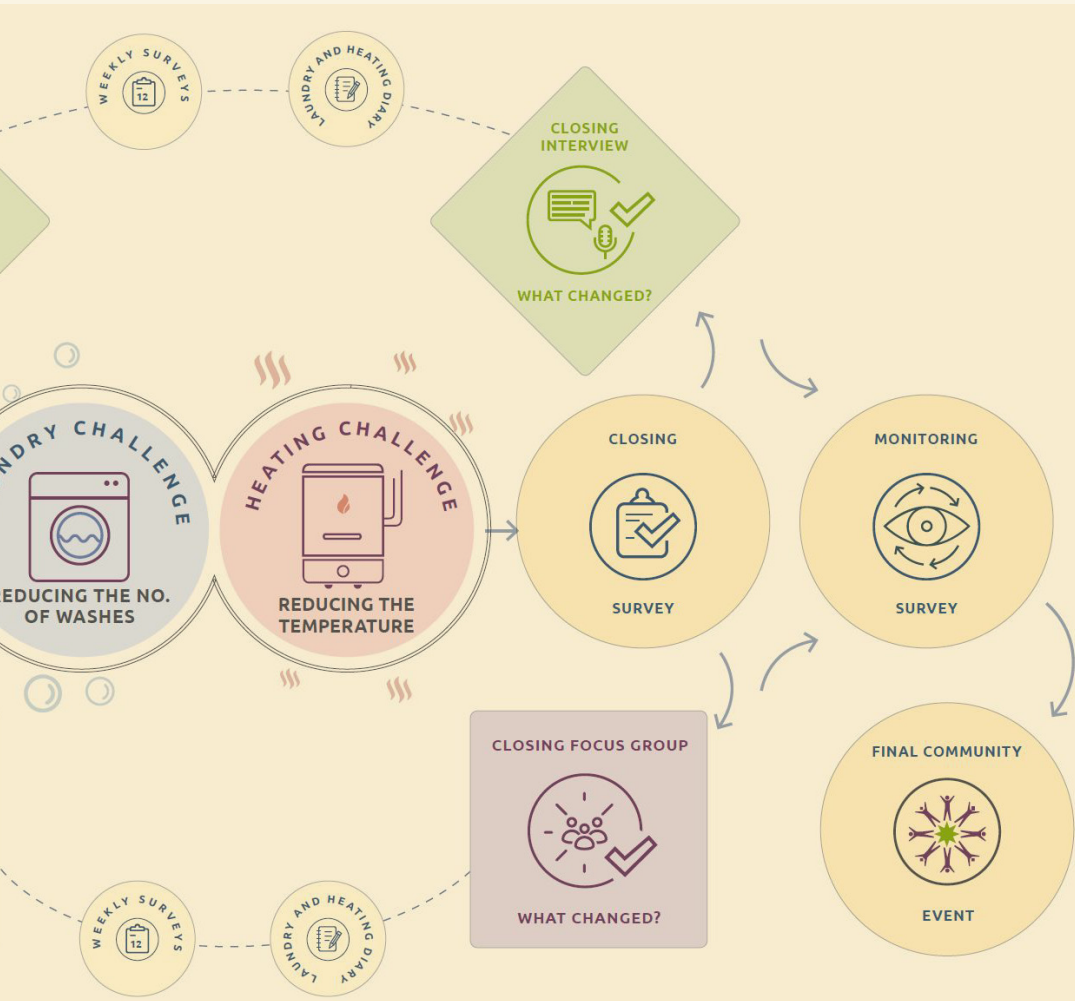 WEEKLY SURVEYS
12
LAUNDRY AND HEATING DIARY
CLOSING
INTERVIEW
WHAT CHANGED?
NDRY CHALLENGE
EDUCING THE NO.
OF WASHES
HEATING CHALLENGE
REDUCING THE
TEMPERATURE
CLOSING
SURVEY
MONITORING
SURVEY
CLOSING FOCUS GROUP
WHAT CHANGED?
FINAL COMMUNITY
EVENT
WEEKLY SURVEYS
12
LAUNDRY AND HEATING DIARY